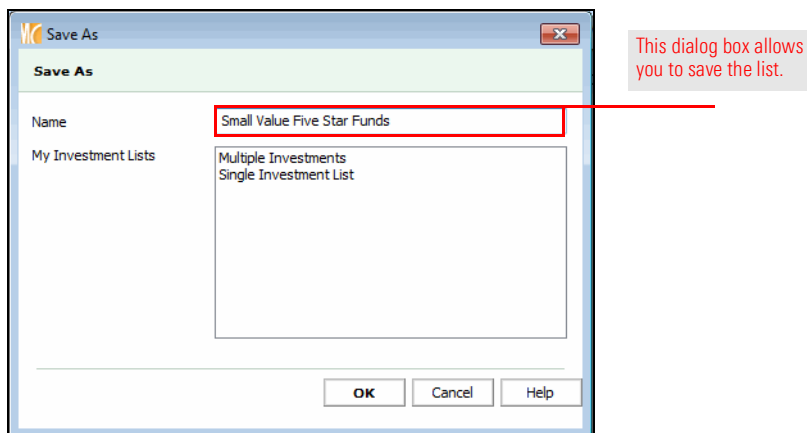 Save As
Save As
Name
Small Value Five Star Funds
My Investment Lists
Multiple Investments
Single Investment List
OK
Cancel
Help
This dialog box allows
you to save the list.